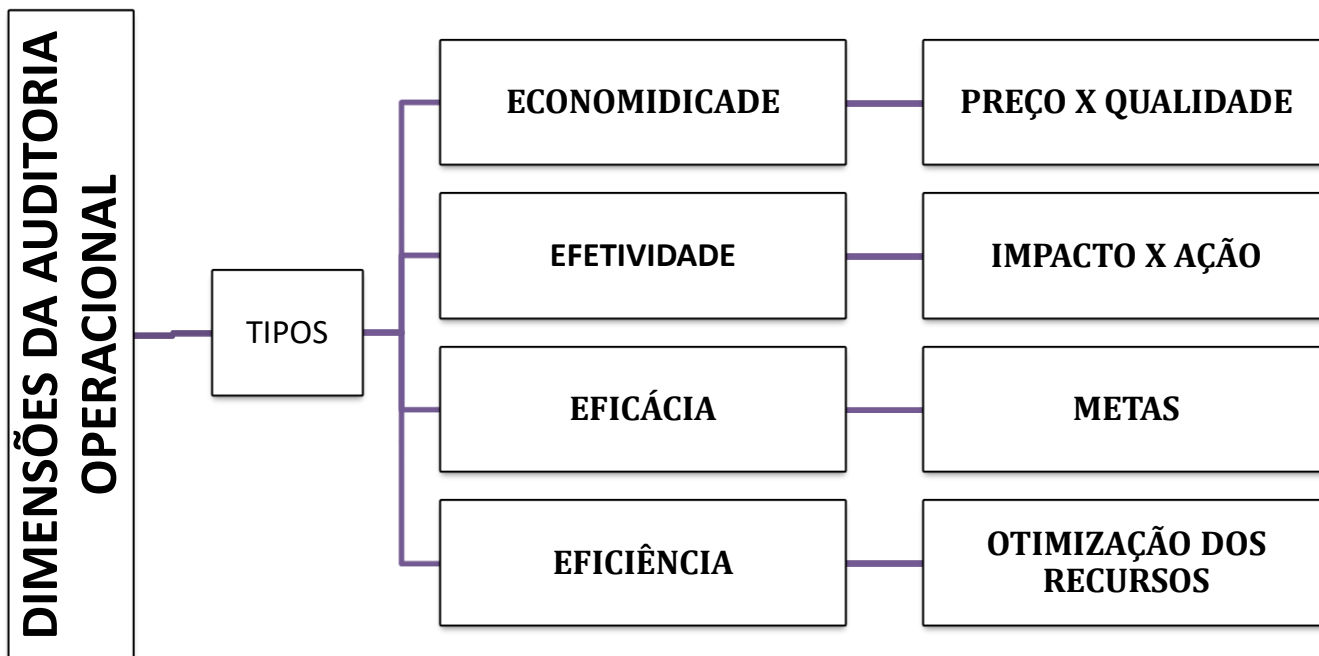 DIMENSÕES DA AUDITORIA
OPERACIONAL
TIPOS
ECONOMIDICADE
PREÇO X QUALIDADE
EFETIVIDADE
IMPACTO X AÇÃO
EFICÁCIA
METAS
EFICIÊNCIA
OTIMIZAÇÃO DOS
RECURSOS